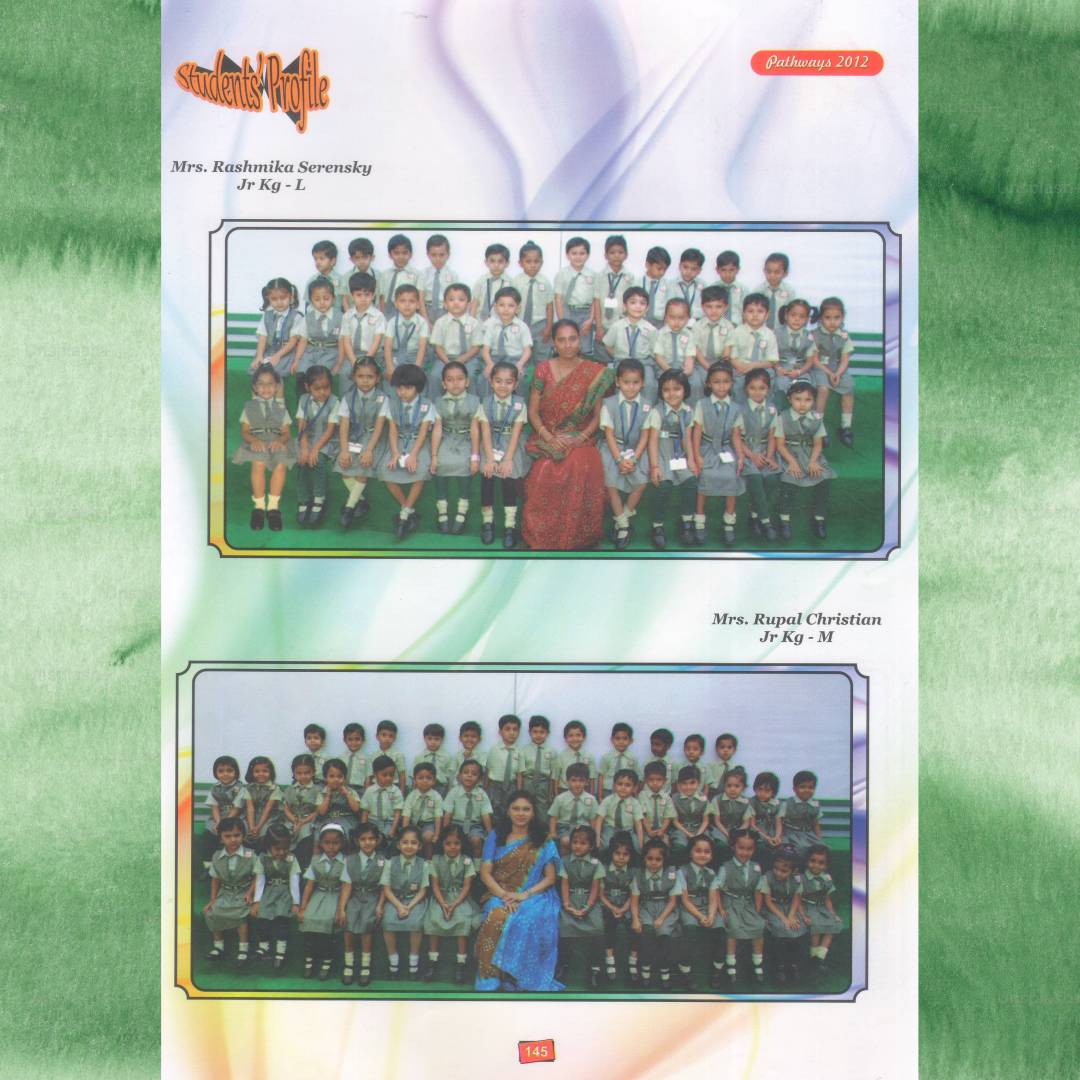 Students' Profile
Pathways 2012
Mrs. Rashmika Serensky
Jr Kg - L
Mrs. Rupal Christian
Jr Kg - M
145